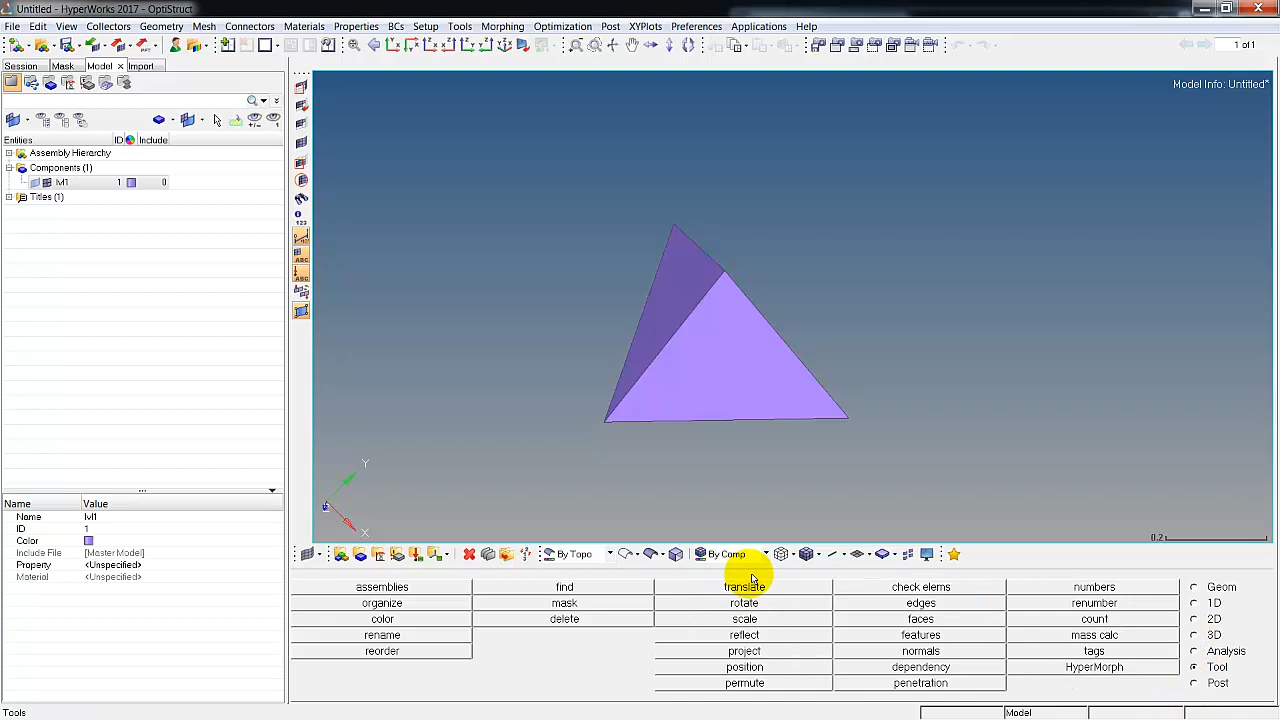 Untitled - HyperWorks 2017 - OptiStruct
File Edit View Collectors Geometry Mesh Connectors Materials Properties BCs Setup Tools Morphing Optimization Post XYPlots Preferences Applications Help
1 of 1
Session Mask Model Import
Model Info: Untitled*
Entities ID Include
Assembly Hierarchy
Components (1)
lvl1 1 0
Titles (1)
123
ABC
ABC
Y
X
0.2
Name Value
Name lvl1
ID 1
Color
Include File [Master Model]
Property <Unspecified>
Material <Unspecified>
By Topo By Comp
assemblies find translate check elems numbers Geom
organize mask rotate edges renumber 1D
color delete scale faces count 2D
rename reflect features mass calc 3D
reorder project normals tags Analysis
position dependency HyperMorph Tool
permute penetration Post
Tools Model